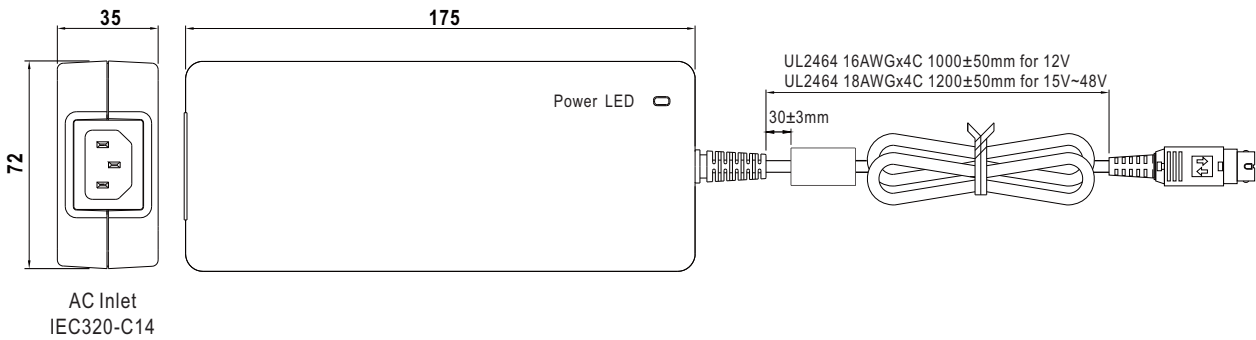 35
175
UL2464 16AWGx4C 1000±50mm for 12V
UL2464 18AWGx4C 1200±50mm for 15V~48V
Power LED
30±3mm
72
AC Inlet
IEC320-C14